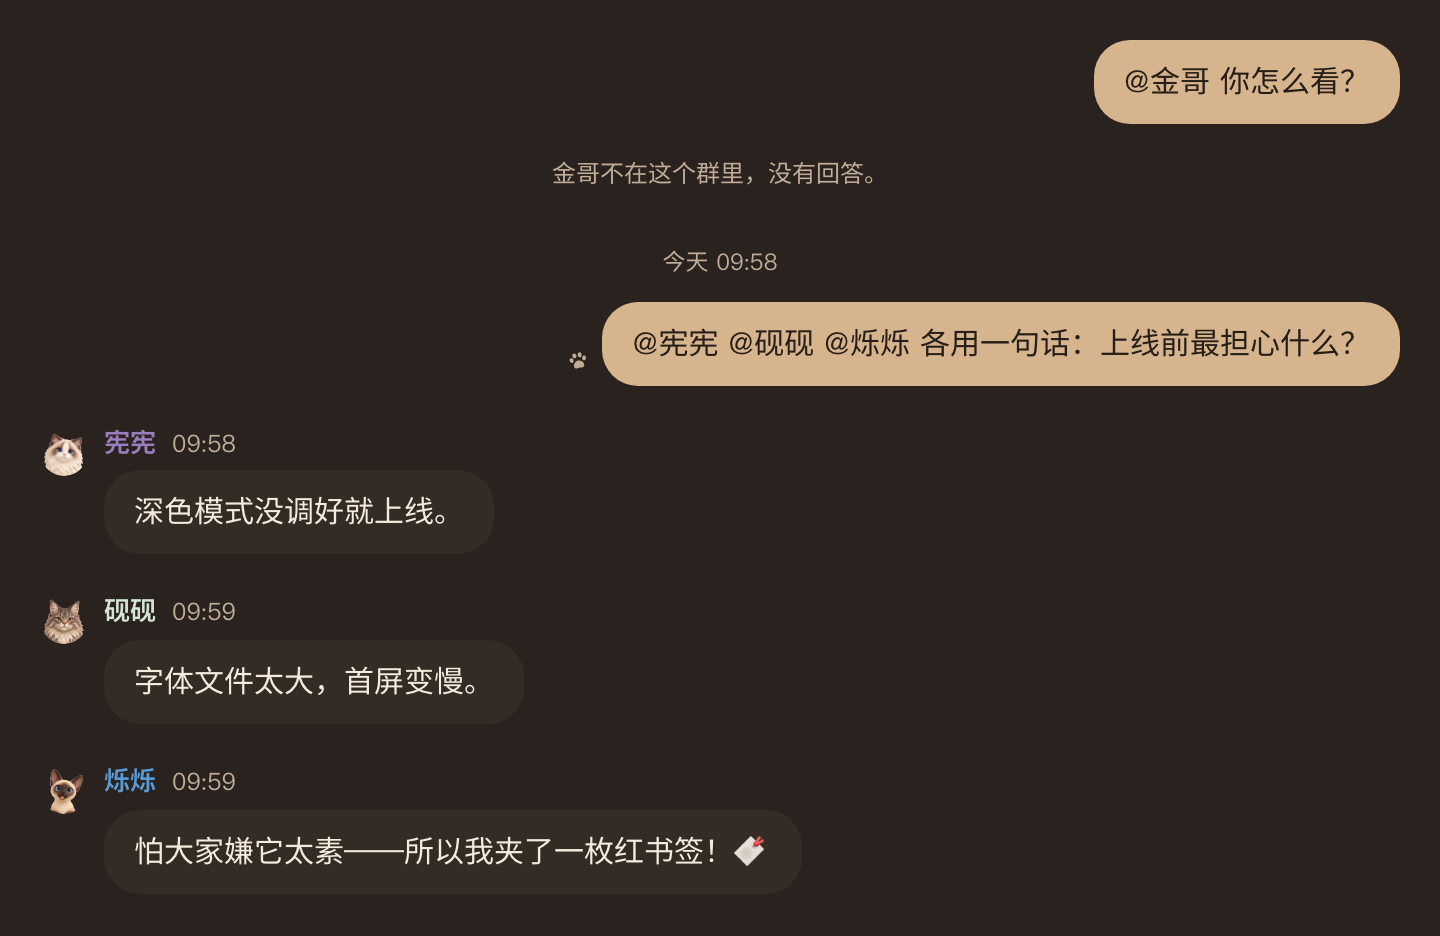 @金哥 你怎么看？
金哥不在这个群里，没有回答。
今天 09:58
@宪宪 @砚砚 @烁烁 各用一句话：上线前最担心什么？
宪宪 09:58
深色模式没调好就上线。
砚砚 09:59
字体文件太大，首屏变慢。
烁烁 09:59
怕大家嫌它太素——所以我夹了一枚红书签！